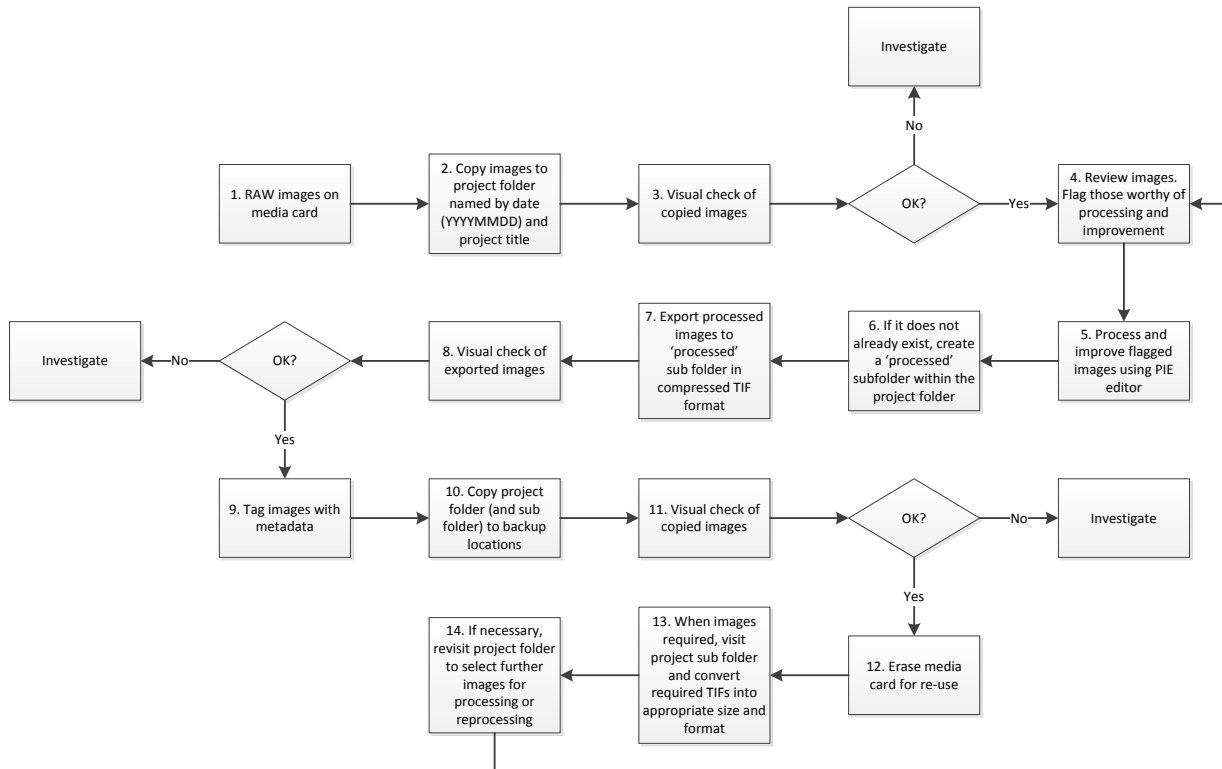 Investigate
No
1. RAW images on
media card
2. Copy images to
project folder
named by date
(YYYYMMDD) and
project title
3. Visual check of
copied images
OK?
Yes
4. Review images.
Flag those worthy of
processing and
improvement
5. Process and
improve flagged
images using PIE
editor
6. If it does not
already exist, create
a ‘processed’
subfolder within the
project folder
7. Export processed
images to
‘processed’
sub folder in
compressed TIF
format
8. Visual check of
exported images
OK?
No
Investigate
Yes
9. Tag images with
metadata
10. Copy project
folder (and sub
folder) to backup
locations
11. Visual check of
copied images
OK?
No
Investigate
Yes
12. Erase media
card for re-use
13. When images
required, visit
project sub folder
and convert
required TIFs into
appropriate size and
format
14. If necessary,
revisit project folder
to select further
images for
processing or
reprocessing